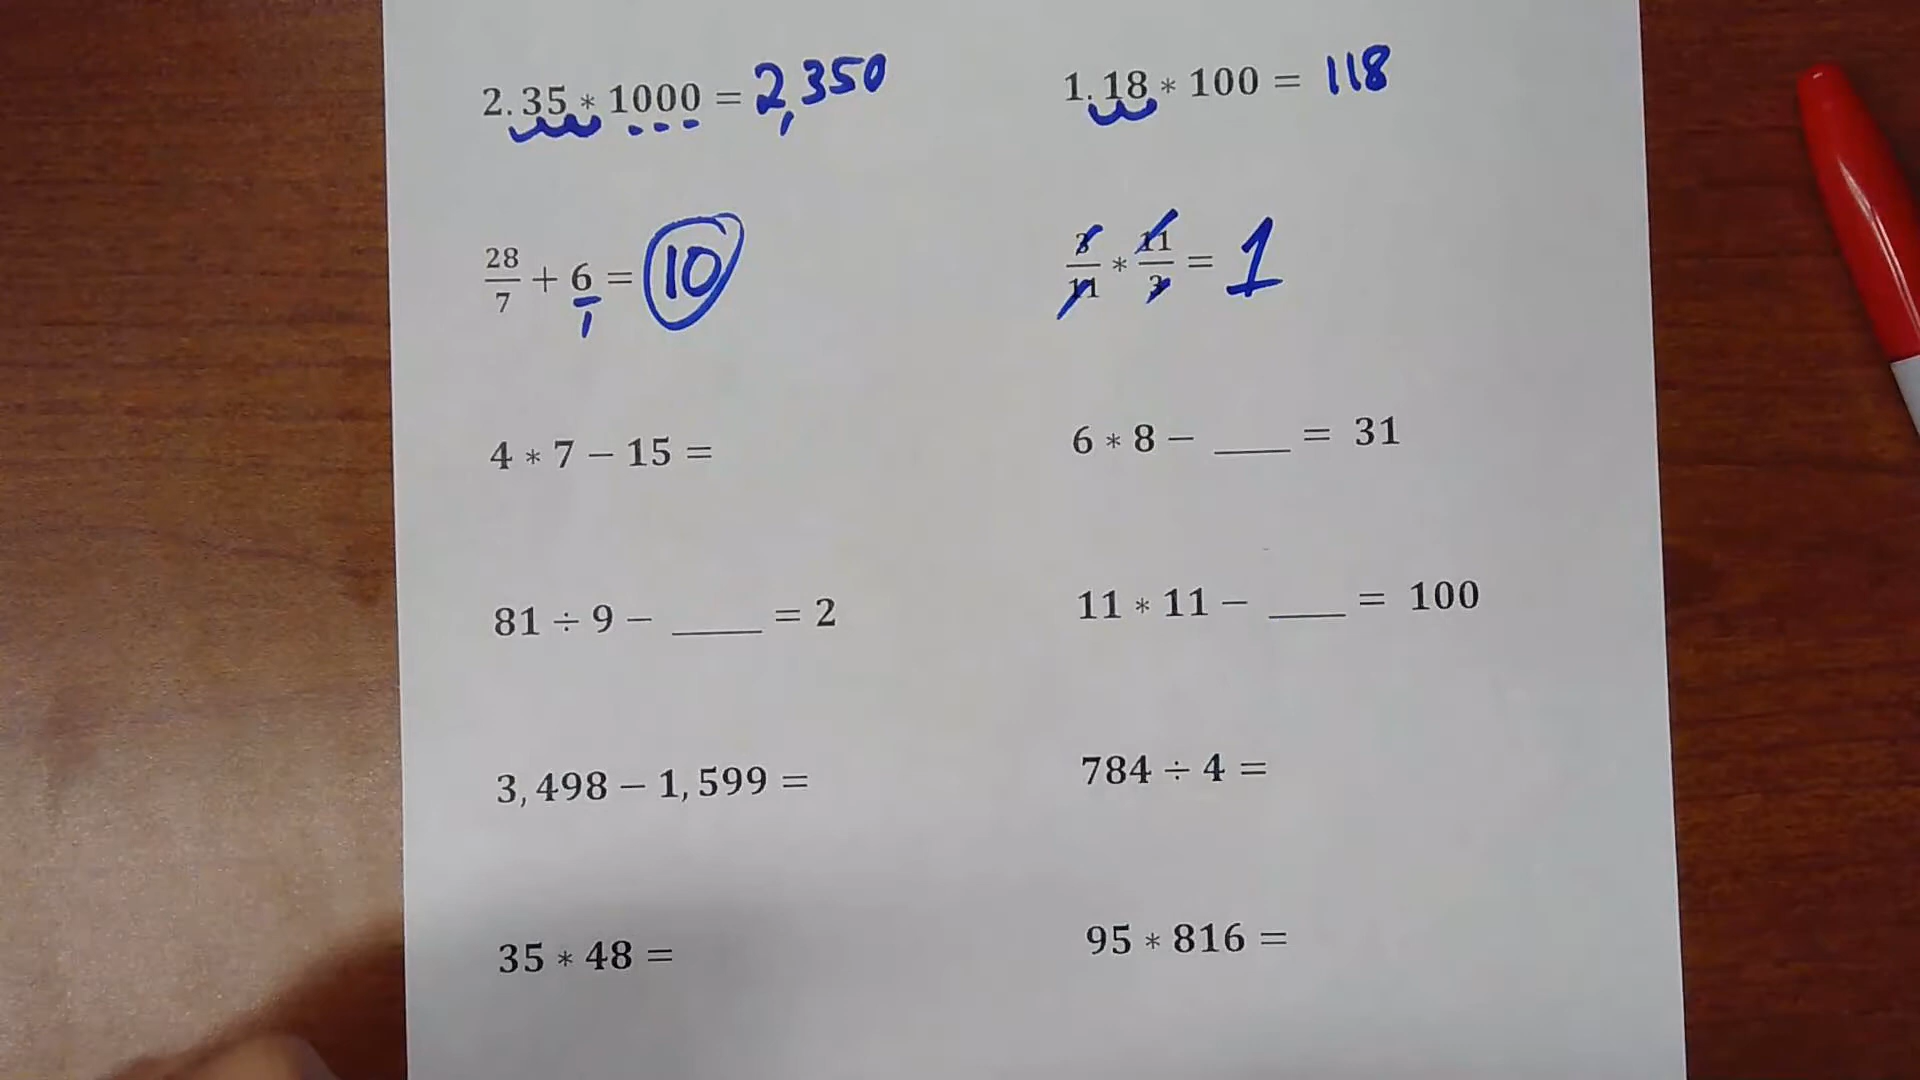 2.35 * 1000 = 2,350
1.18 * 100 = 118
28/7 + 6/1 = 10
3/11 * 11/3 = 1
4 * 7 − 15 =
6 * 8 − ____ = 31
81 ÷ 9 − ____ = 2
11 * 11 − ____ = 100
3,498 − 1,599 =
784 ÷ 4 =
35 * 48 =
95 * 816 =